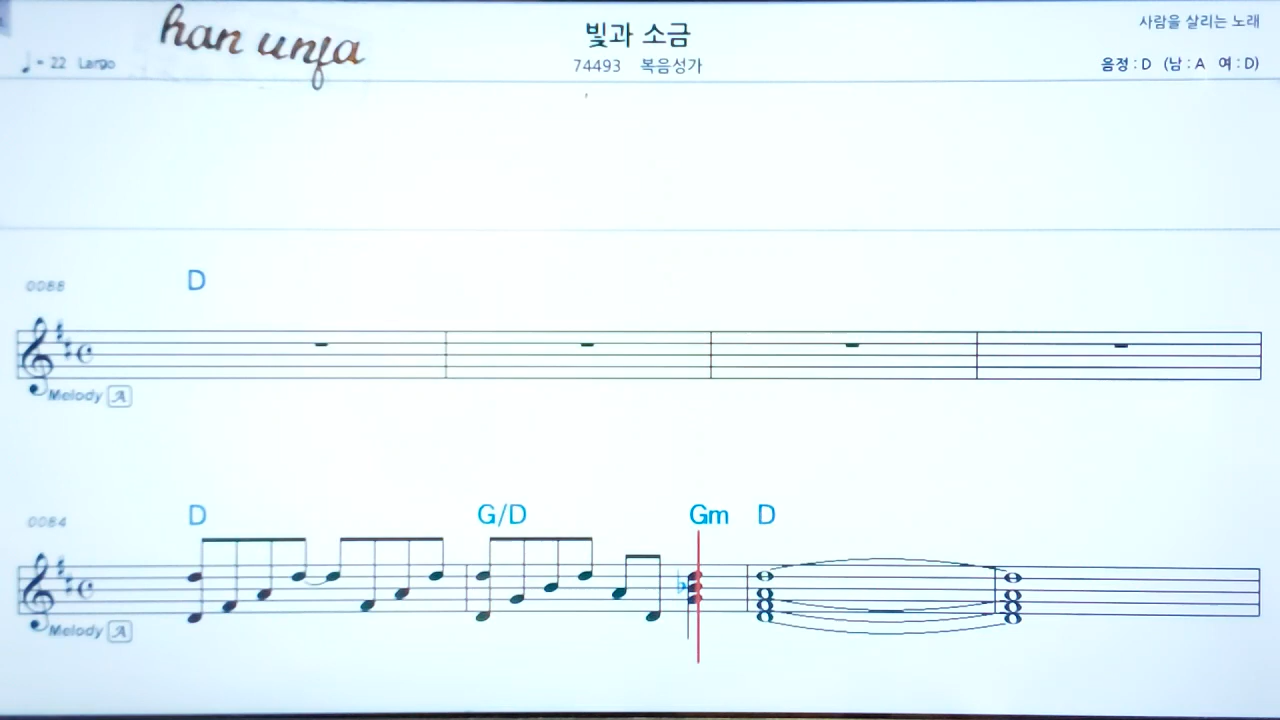 han unfa
빛과 소금
사람을 살리는 노래
♩ = 22 Largo
74493 복음성가
음정 : D (남 : A 여 : D)
0088
D
Melody A
0084
D G/D Gm D
Melody A